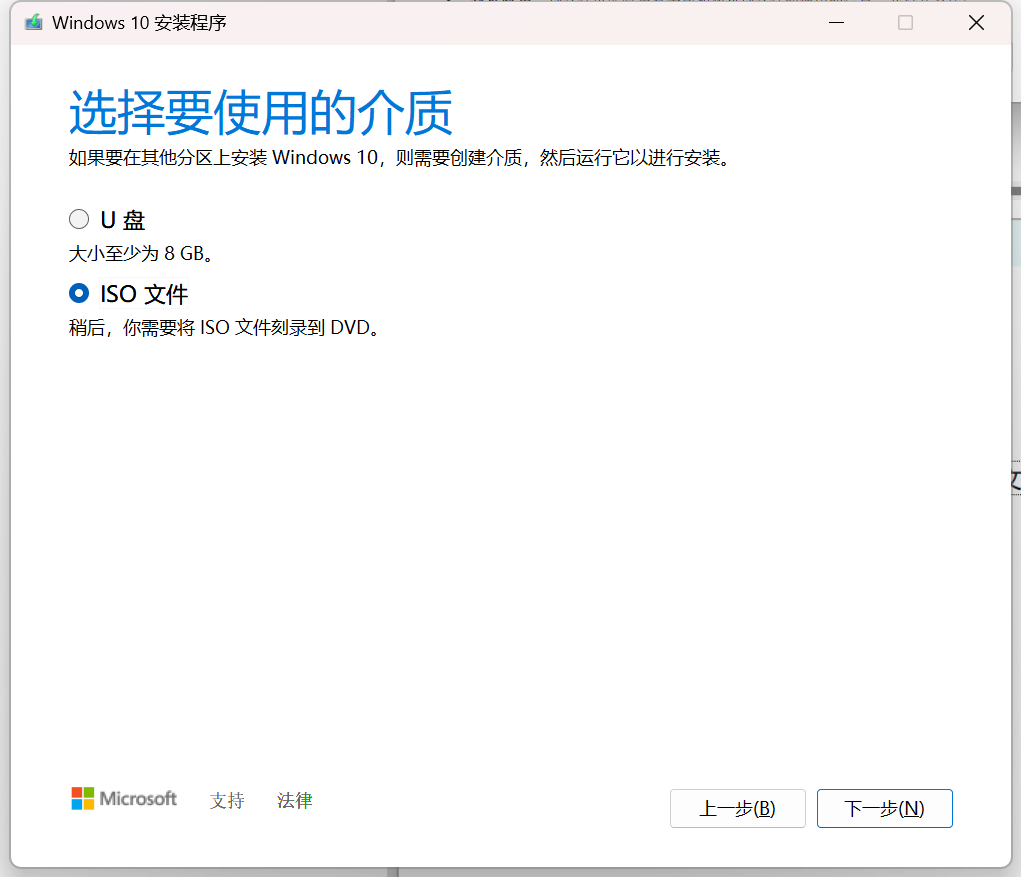 Windows 10 安装程序
选择要使用的介质
如果要在其他分区上安装 Windows 10，则需要创建介质，然后运行它以进行安装。
U 盘
大小至少为 8 GB。
ISO 文件
稍后，你需要将 ISO 文件刻录到 DVD。
Microsoft 支持 法律
上一步(B) 下一步(N)